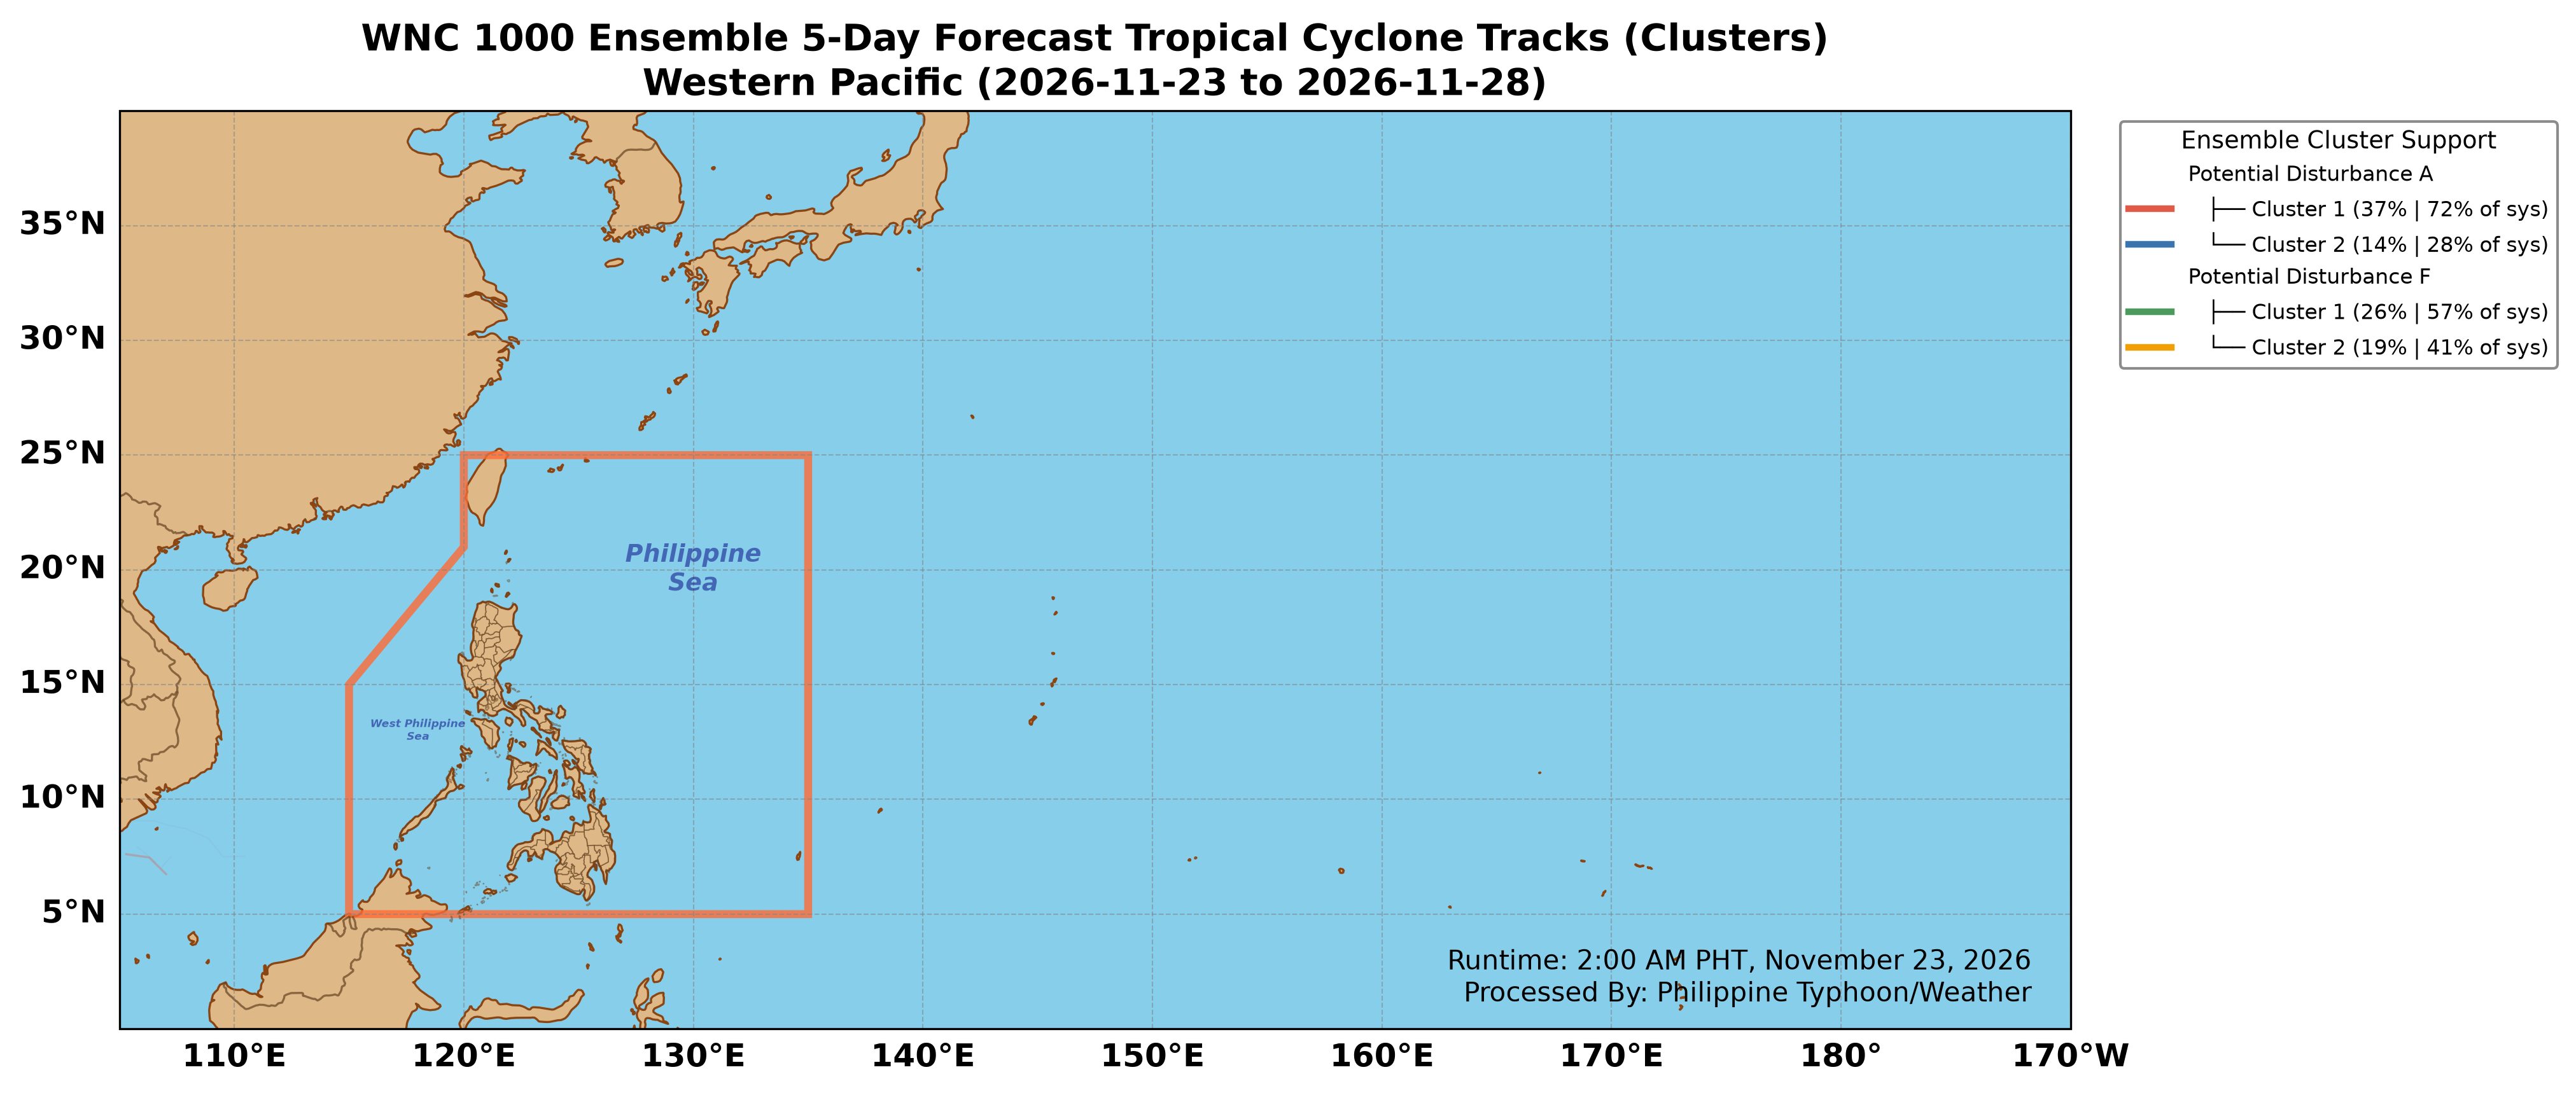 WNC 1000 Ensemble 5-Day Forecast Tropical Cyclone Tracks (Clusters)
Western Pacific (2026-11-23 to 2026-11-28)
Ensemble Cluster Support
Potential Disturbance A
├── Cluster 1 (37% | 72% of sys)
└── Cluster 2 (14% | 28% of sys)
Potential Disturbance F
├── Cluster 1 (26% | 57% of sys)
└── Cluster 2 (19% | 41% of sys)
35°N
30°N
25°N
20°N
15°N
10°N
5°N
Philippine
Sea
West Philippine
Sea
Runtime: 2:00 AM PHT, November 23, 2026
Processed By: Philippine Typhoon/Weather
110°E
120°E
130°E
140°E
150°E
160°E
170°E
180°
170°W